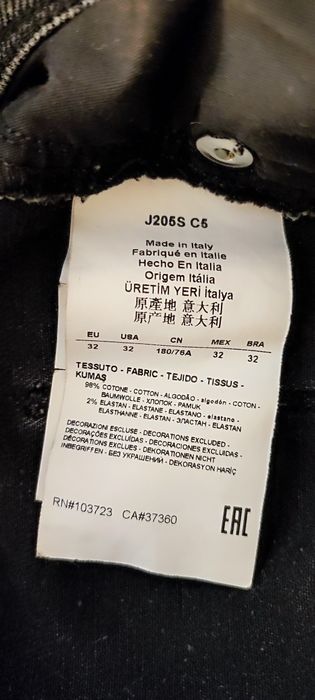 J205S C5
Made in Italy
Fabriqué en Italie
Hecho En Italia
Origem Itália
ÜRETİM YERİ İtalya
原產地 意大利
原产地 意大利
EU USA CN MEX BRA
32 32 180/76A 32 32
TESSUTO - FABRIC - TEJIDO - TISSUS -
KUMAŞ
98% COTONE - COTTON - ALGODÃO - algodón - COTON -
BAUMWOLLE - ХЛОПОК - PAMUK
2% ELASTAN - ELASTANE - ELASTANO - elastano -
ELASTHANNE - ЭЛАСТАН - ELASTAN
DECORAZIONI ESCLUSE - DECORATIONS EXCLUDED -
DECORAÇÕES EXCLUÍDAS - DECORACIONES EXCLUIDAS -
DÉCORATIONS EXCLUES - DEKORATIONEN NICHT
INBEGRIFFEN - БЕЗ УКРАШЕНИЙ - DEKORASYON HARİÇ
RN#103723 CA#37360
EAC